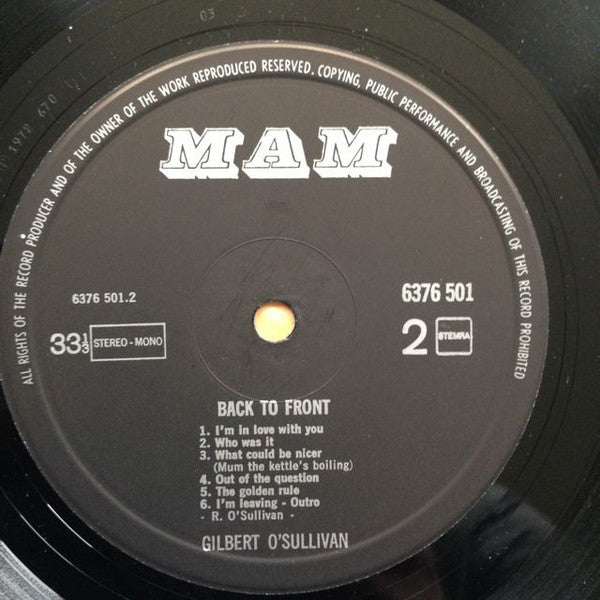 03
1972 670
ALL RIGHTS OF THE RECORD PRODUCER AND OF THE OWNER OF THE WORK REPRODUCED RESERVED. COPYING, PUBLIC PERFORMANCE AND BROADCASTING OF THIS RECORD PROHIBITED
MAM
6376 501.2
6376 501
33⅓ STEREO-MONO
2 STEMRA
BACK TO FRONT
1. I'm in love with you
2. Who was it
3. What could be nicer
(Mum the kettle's boiling)
4. Out of the question
5. The golden rule
6. I'm leaving - Outro
- R. O'Sullivan -
GILBERT O'SULLIVAN